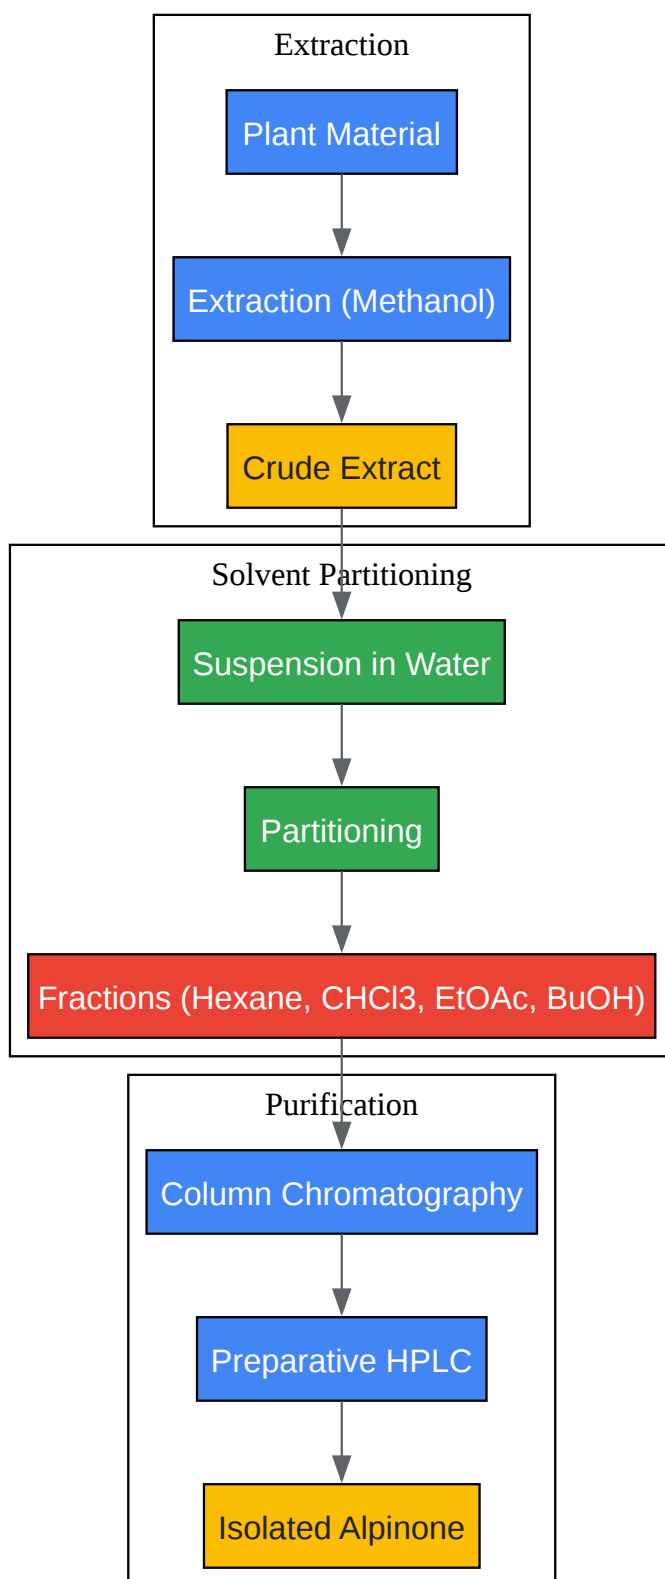 Extraction
Plant Material
Extraction (Methanol)
Crude Extract
Solvent Partitioning
Suspension in Water
Partitioning
Fractions (Hexane, CHCl3, EtOAc, BuOH)
Purification
Column Chromatography
Preparative HPLC
Isolated Alpinone